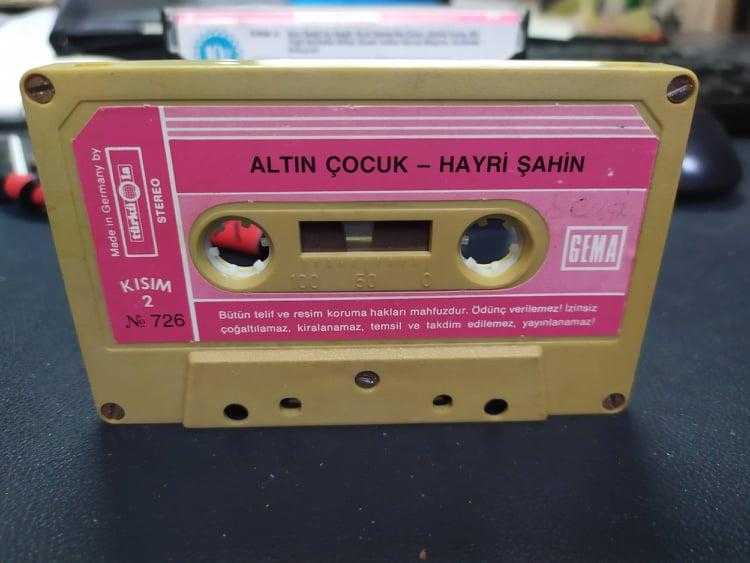 ALTIN ÇOCUK – HAYRİ ŞAHİN
Made in Germany by
türküola
STEREO
KISIM
2
№ 726
GEMA
100 50 0
Bütün telif ve resim koruma hakları mahfuzdur. Ödünç verilemez! İzinsiz
çoğaltılamaz, kiralanamaz, temsil ve takdim edilemez, yayınlanamaz!